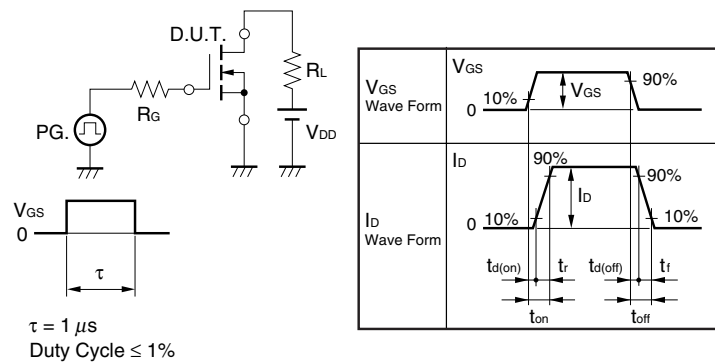 D.U.T.
RL
RG
PG.
VDD
VGS
0
τ
τ = 1 μs
Duty Cycle ≤ 1%
VGS
Wave Form
VGS
10%
0
VGS
90%
ID
Wave Form
ID
90%
90%
ID
10%
0
10%
td(on)
tr
td(off)
tf
ton
toff